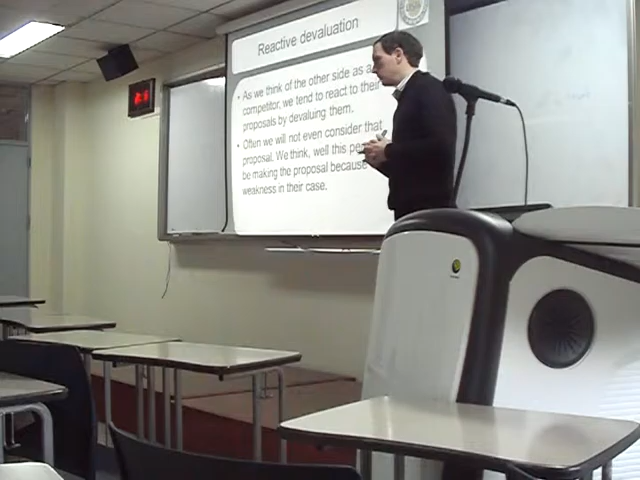 Reactive devaluation
• As we think of the other side as a
competitor, we tend to react to their
proposals by devaluing them.
• Often we will not even consider that
proposal. We think, well this
be making the proposal because
weakness in their case.